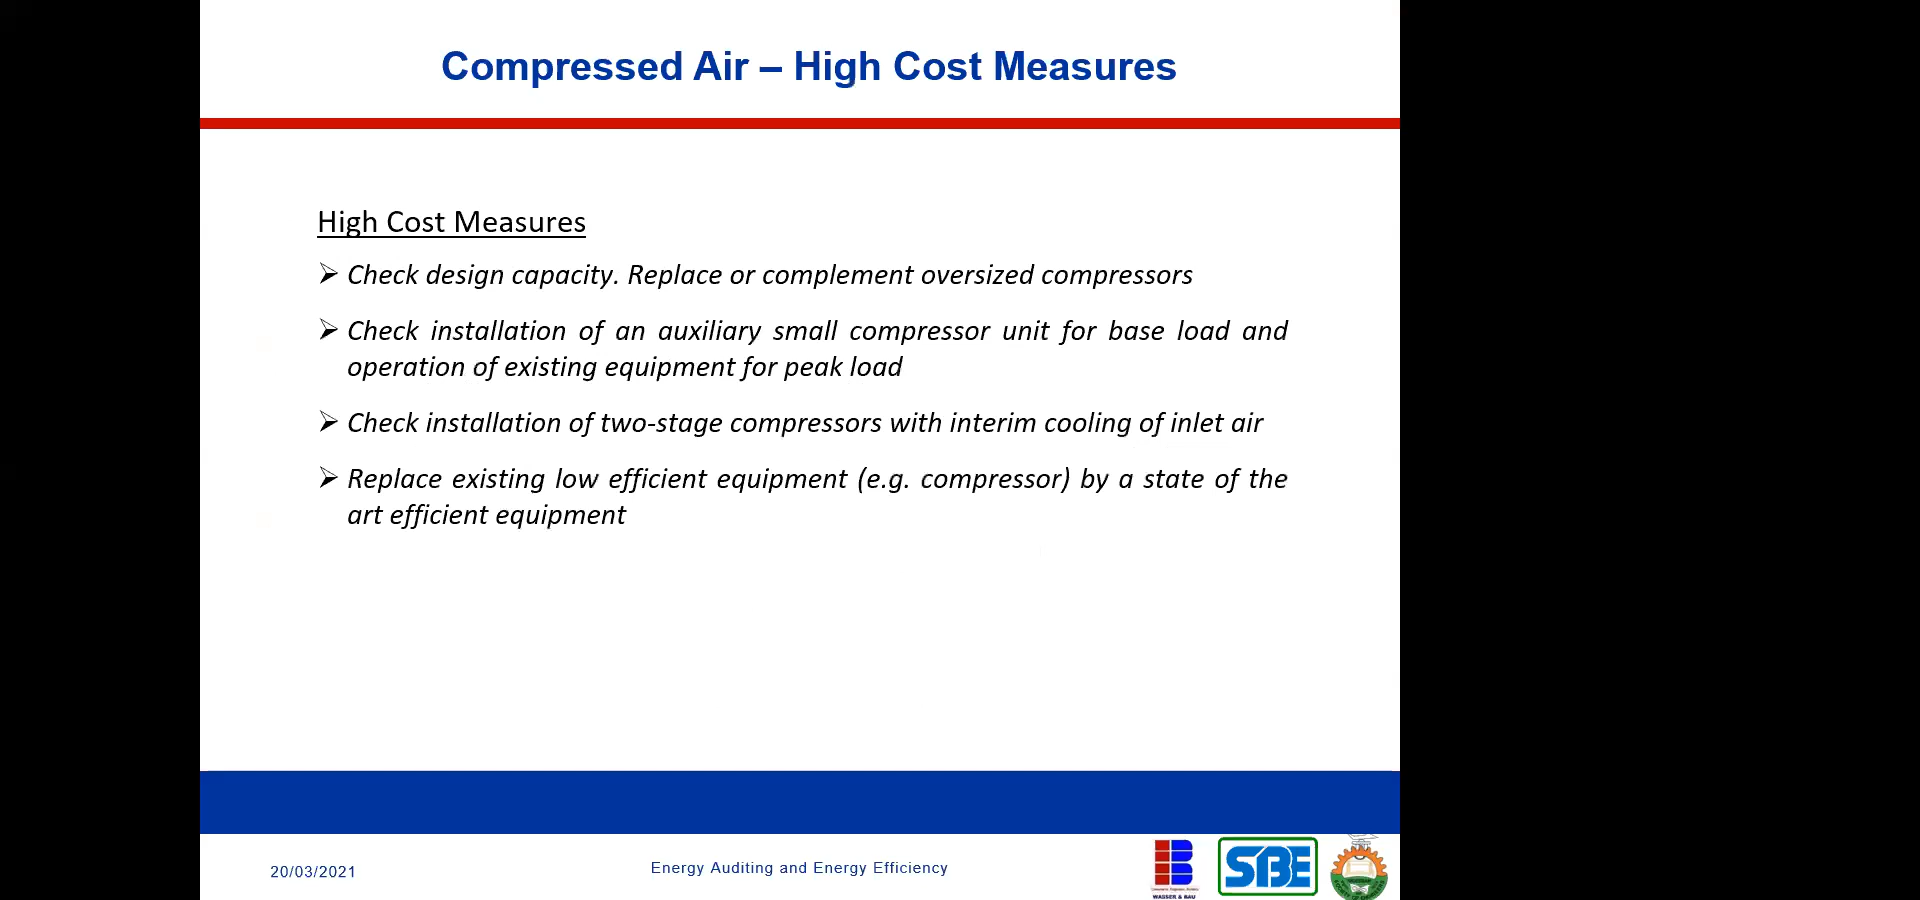 Compressed Air – High Cost Measures
High Cost Measures
➢ Check design capacity. Replace or complement oversized compressors
➢ Check installation of an auxiliary small compressor unit for base load and
operation of existing equipment for peak load
➢ Check installation of two-stage compressors with interim cooling of inlet air
➢ Replace existing low efficient equipment (e.g. compressor) by a state of the
art efficient equipment
20/03/2021
Energy Auditing and Energy Efficiency
WASSER & BAU
SBE